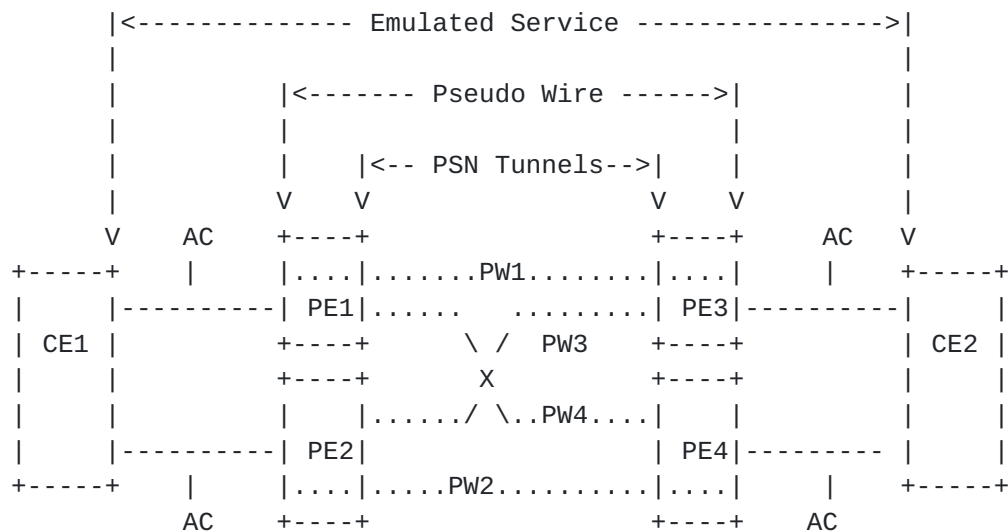 |<-------------- Emulated Service ---------------->|
|                                                  |
|          |<------- Pseudo Wire ------>|          |
|          |                            |          |
|          |    |<-- PSN Tunnels-->|    |          |
|          V    V                  V    V          |
V    AC    +----+                  +----+     AC   V
+-----+    |     |....|.......PW1........|....|     |    +-----+
|     |----------| PE1|......   .........| PE3|----------|     |
| CE1 |          +----+      \ /  PW3    +----+          | CE2 |
|     |          +----+       X          +----+          |     |
|     |          |    |....../ \..PW4....|    |          |     |
|     |----------| PE2|                  | PE4|--------- |     |
+-----+    |     |....|.....PW2..........|....|     |    +-----+
AC    +----+                  +----+    AC